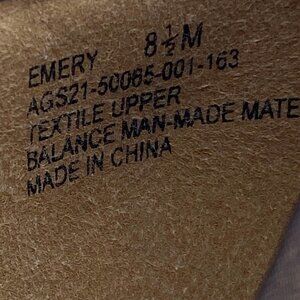 EMERY 8½M
AGS21-50065-001-163
TEXTILE UPPER
BALANCE MAN-MADE MATE
MADE IN CHINA